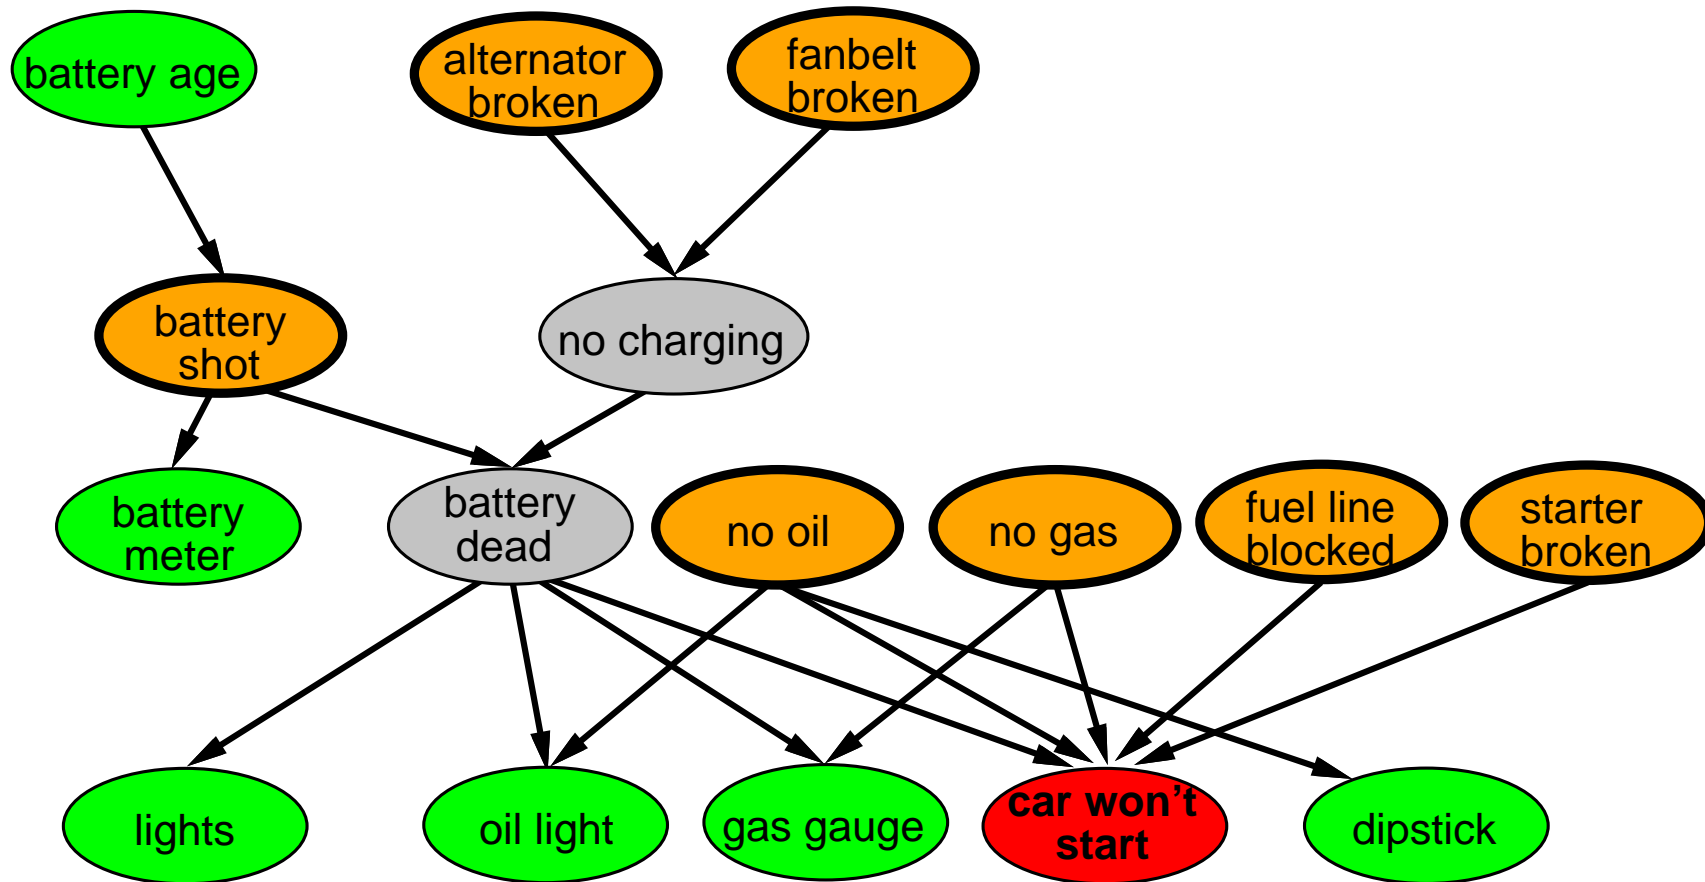 battery age
alternator
broken
fanbelt
broken
battery
shot
no charging
battery
meter
battery
dead
no oil
no gas
fuel line
blocked
starter
broken
lights
oil light
gas gauge
car won't
start
dipstick